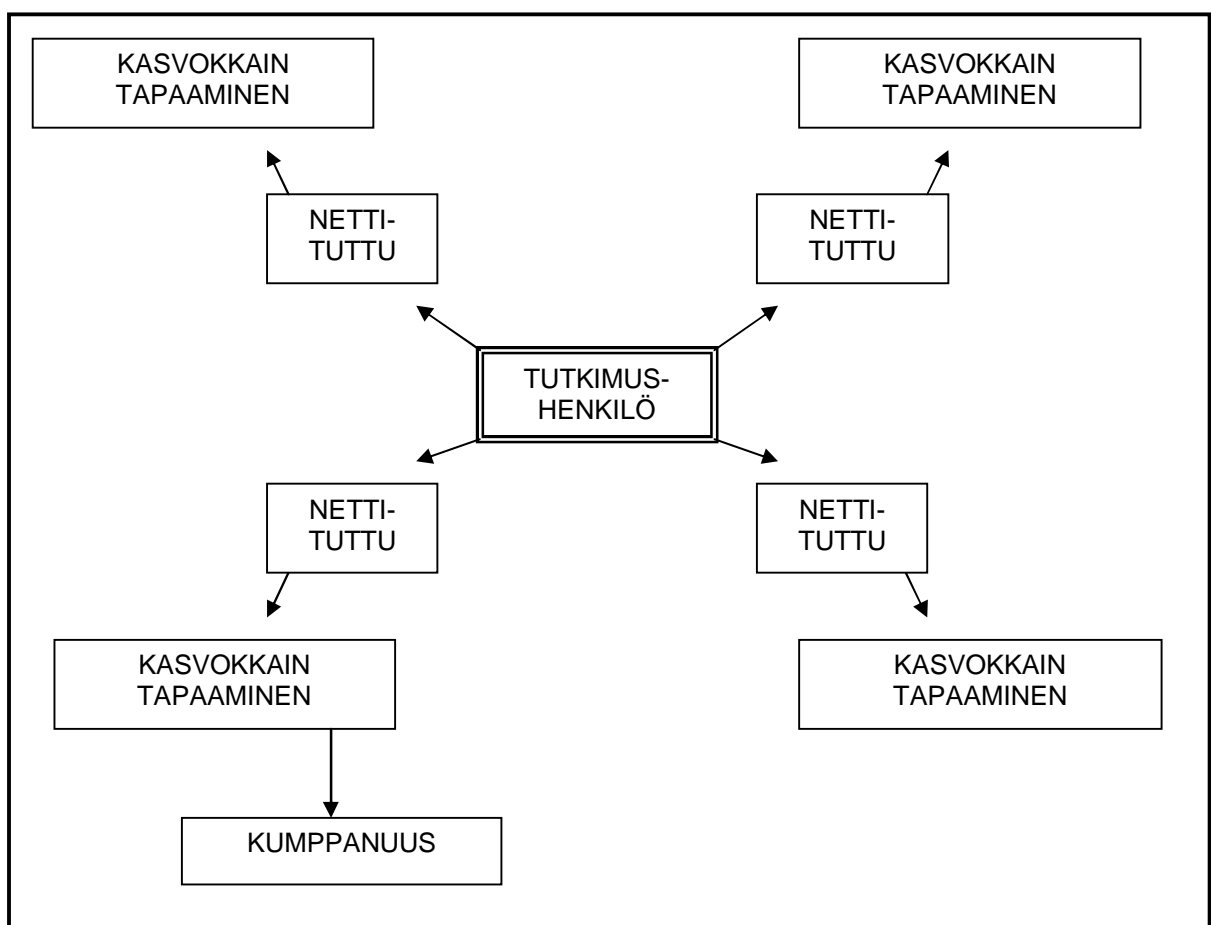 KASVOKKAIN
TAPAAMINEN
KASVOKKAIN
TAPAAMINEN
NETTI-
TUTTU
NETTI-
TUTTU
TUTKIMUS-
HENKILÖ
NETTI-
TUTTU
NETTI-
TUTTU
KASVOKKAIN
TAPAAMINEN
KASVOKKAIN
TAPAAMINEN
KUMPPANUUS